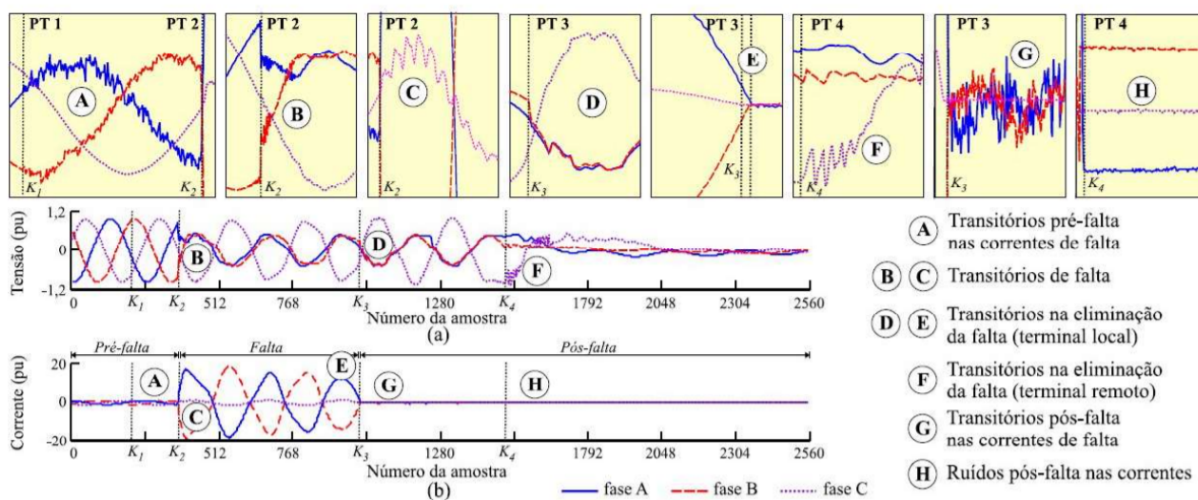 PT 1
PT 2
A
K1
K2
PT 2
B
K2
PT 2
C
K2
PT 3
D
K3
PT 3
E
K3
PT 4
F
K4
PT 3
G
K3
PT 4
H
K4
Tensão (pu)
1,2
0
-1,2
B
D
F
0 K1 K2 512 768 K3 1280 K4 1792 2048 2304 2560
Número da amostra
(a)
Pré-falta
Falta
Pós-falta
Corrente (pu)
20
0
-20
A
C
E
G
H
0 K1 K2 512 768 K3 1280 K4 1792 2048 2304 2560
Número da amostra
(b)
fase A
fase B
fase C
A Transitórios pré-falta
nas correntes de falta
B C Transitórios de falta
D E Transitórios na eliminação
da falta (terminal local)
F Transitórios na eliminação
da falta (terminal remoto)
G Transitórios pós-falta
nas correntes de falta
H Ruídos pós-falta nas correntes